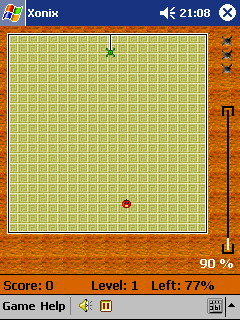 Xonix 21:08
90 %
Score: 0 Level: 1 Left: 77%
Game Help